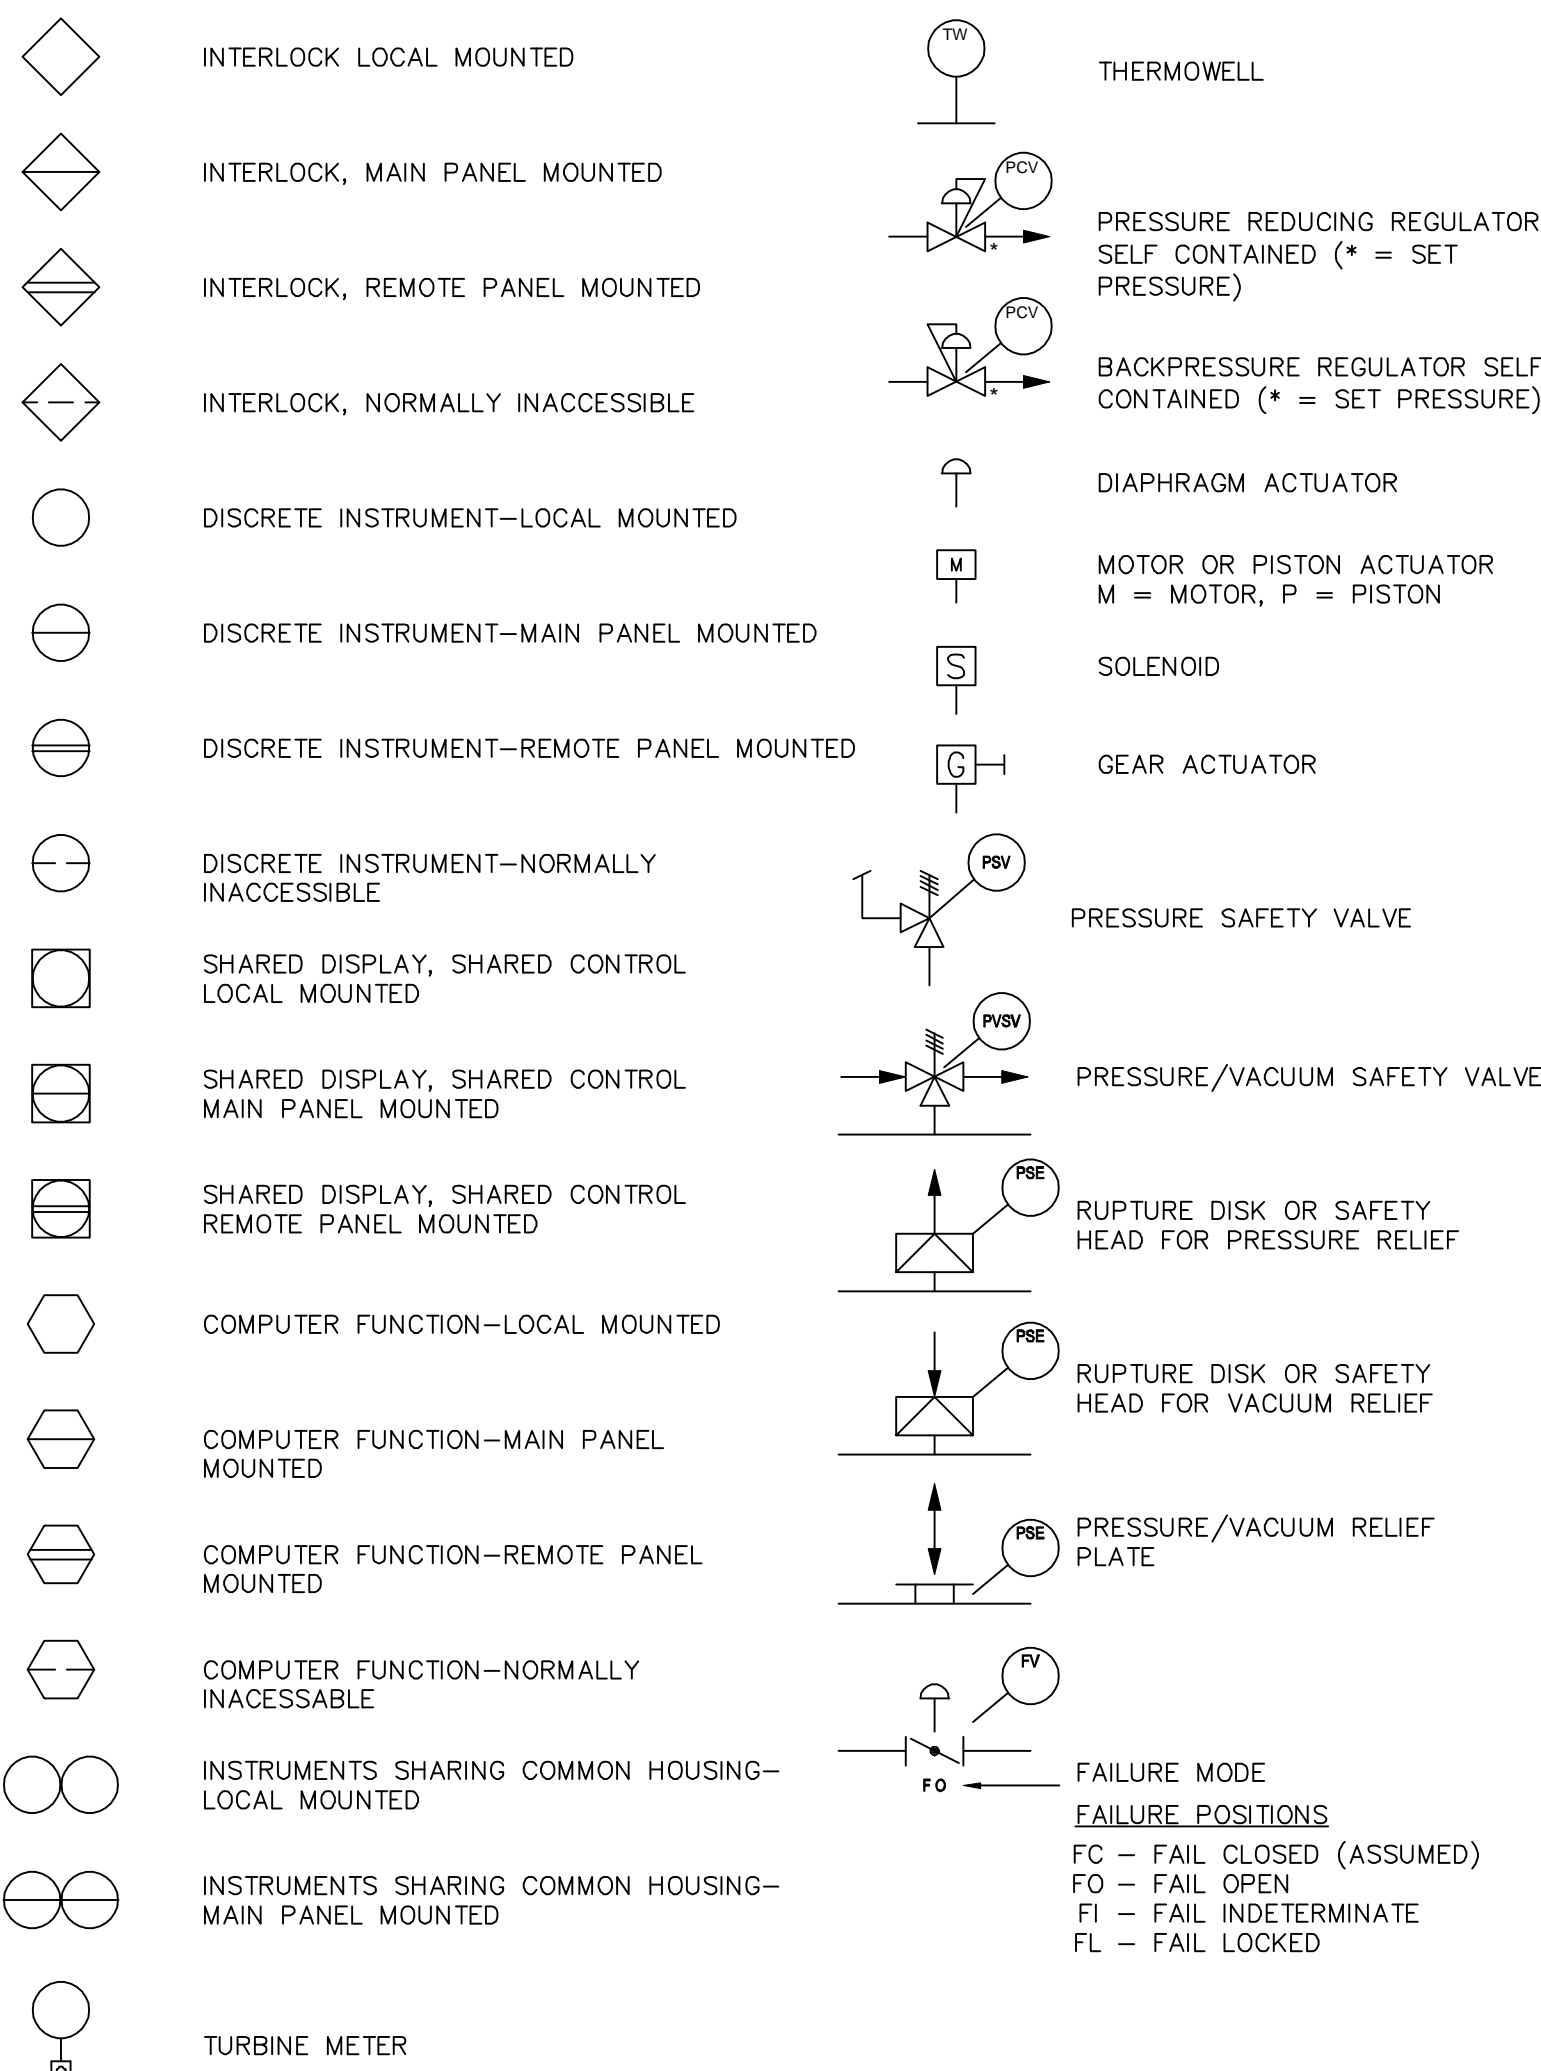 INTERLOCK LOCAL MOUNTED
INTERLOCK, MAIN PANEL MOUNTED
INTERLOCK, REMOTE PANEL MOUNTED
INTERLOCK, NORMALLY INACCESSIBLE
DISCRETE INSTRUMENT-LOCAL MOUNTED
DISCRETE INSTRUMENT-MAIN PANEL MOUNTED
DISCRETE INSTRUMENT-REMOTE PANEL MOUNTED
DISCRETE INSTRUMENT-NORMALLY
INACCESSIBLE
SHARED DISPLAY, SHARED CONTROL
LOCAL MOUNTED
SHARED DISPLAY, SHARED CONTROL
MAIN PANEL MOUNTED
SHARED DISPLAY, SHARED CONTROL
REMOTE PANEL MOUNTED
COMPUTER FUNCTION-LOCAL MOUNTED
COMPUTER FUNCTION-MAIN PANEL
MOUNTED
COMPUTER FUNCTION-REMOTE PANEL
MOUNTED
COMPUTER FUNCTION-NORMALLY
INACESSABLE
INSTRUMENTS SHARING COMMON HOUSING-
LOCAL MOUNTED
INSTRUMENTS SHARING COMMON HOUSING-
MAIN PANEL MOUNTED
TURBINE METER
TW
THERMOWELL
PCV
*
PRESSURE REDUCING REGULATOR
SELF CONTAINED (* = SET
PRESSURE)
PCV
*
BACKPRESSURE REGULATOR SELF
CONTAINED (* = SET PRESSURE)
DIAPHRAGM ACTUATOR
M
MOTOR OR PISTON ACTUATOR
M = MOTOR, P = PISTON
S
SOLENOID
G
GEAR ACTUATOR
PSV
PRESSURE SAFETY VALVE
PVSV
PRESSURE/VACUUM SAFETY VALVE
PSE
RUPTURE DISK OR SAFETY
HEAD FOR PRESSURE RELIEF
PSE
RUPTURE DISK OR SAFETY
HEAD FOR VACUUM RELIEF
PSE
PRESSURE/VACUUM RELIEF
PLATE
FV
FO
FAILURE MODE
FAILURE POSITIONS
FC - FAIL CLOSED (ASSUMED)
FO - FAIL OPEN
FI - FAIL INDETERMINATE
FL - FAIL LOCKED